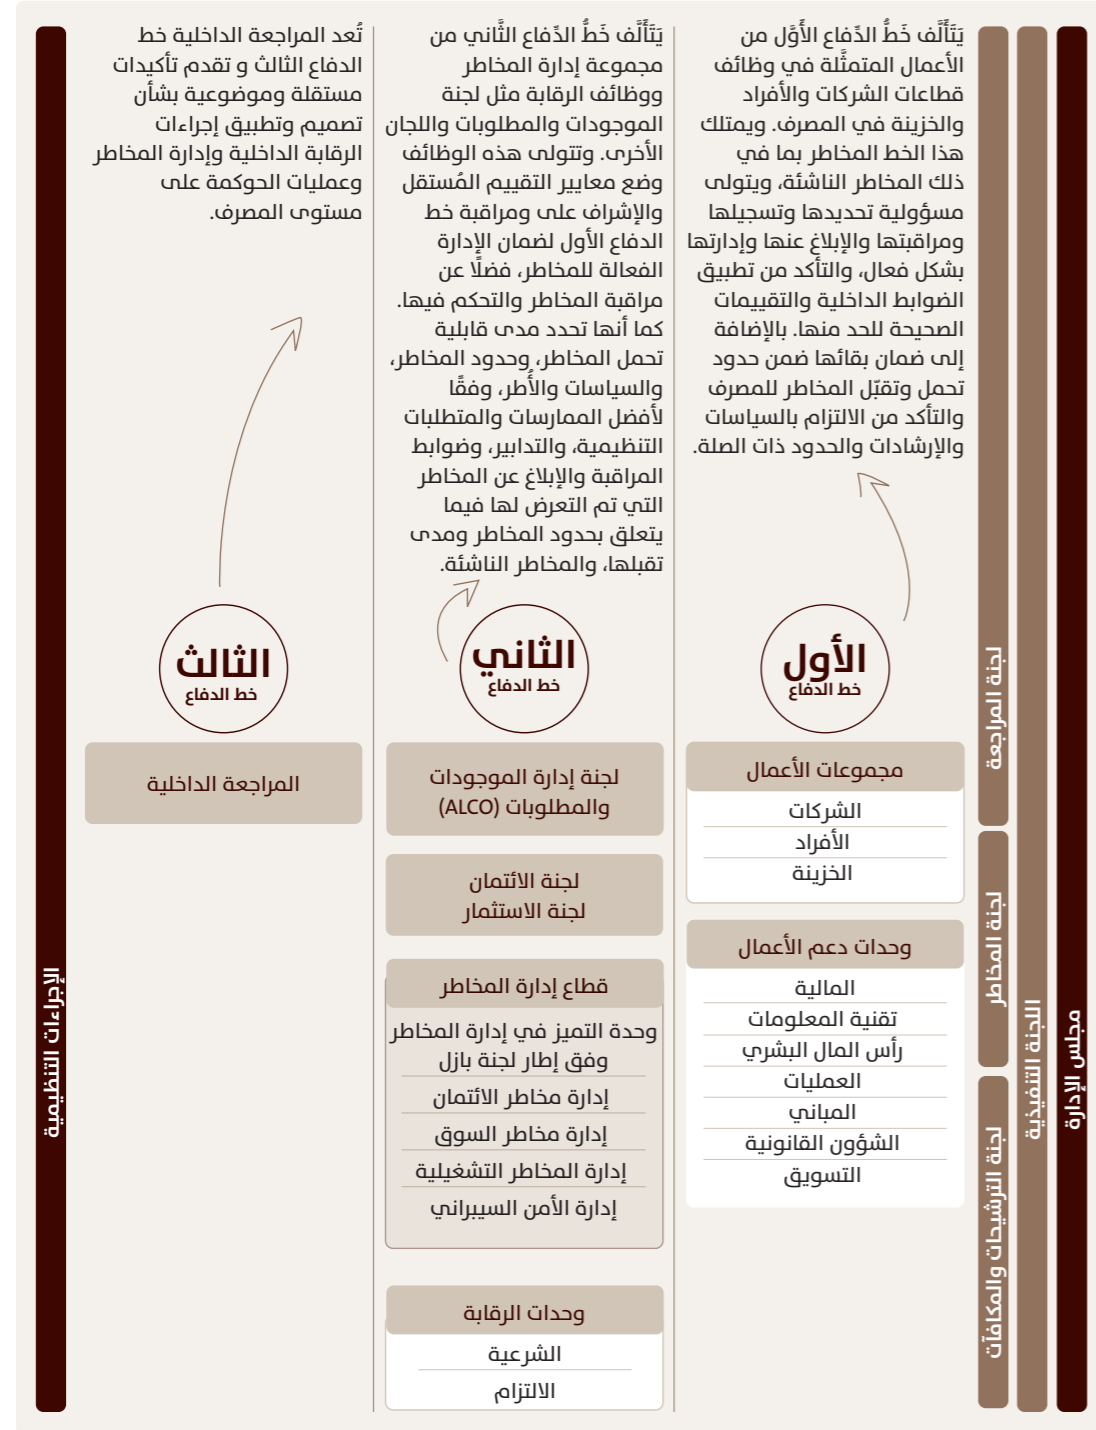 مجلس الإدارة
اللجنة التنفيذية
لجنة المراجعة
لجنة المخاطر
لجنة الترشيحات والمكافآت
يَتَأَلَّف خَطُّ الدِّفاع الأوَّل من
الأعمال المتمثَّلة في وظائف
قطاعات الشركات والأفراد
والخزينة في المصرف. ويمتلك
هذا الخط المخاطر بما في
ذلك المخاطر الناشئة، ويتولى
مسؤولية تحديدها وتسجيلها
ومراقبتها والإبلاغ عنها وإدارتها
بشكل فعال، والتأكد من تطبيق
الضوابط الداخلية والتقييمات
الصحيحة للحد منها. بالإضافة
إلى ضمان بقائها ضمن حدود
تحمل وتقبّل المخاطر للمصرف
والتأكد من الالتزام بالسياسات
والإرشادات والحدود ذات الصلة.
الأول
خط الدفاع
مجموعات الأعمال
الشركات
الأفراد
الخزينة
وحدات دعم الأعمال
المالية
تقنية المعلومات
رأس المال البشري
العمليات
المباني
الشؤون القانونية
التسويق
يَتَأَلَّف خَطُّ الدِّفاع الثَّاني من
مجموعة إدارة المخاطر
ووظائف الرقابة مثل لجنة
الموجودات والمطلوبات واللجان
الأخرى. وتتولى هذه الوظائف
وضع معايير التقييم المُستقل
والإشراف على ومراقبة خط
الدفاع الأول لضمان الإدارة
الفعالة للمخاطر، فضلًا عن
مراقبة المخاطر والتحكم فيها.
كما أنها تحدد مدى قابلية
تحمل المخاطر، وحدود المخاطر،
والسياسات والأُطر، وفقًا
لأفضل الممارسات والمتطلبات
التنظيمية، والتدابير، وضوابط
المراقبة والإبلاغ عن المخاطر
التي تم التعرض لها فيما
يتعلق بحدود المخاطر ومدى
تقبلها، والمخاطر الناشئة.
الثاني
خط الدفاع
لجنة إدارة الموجودات
والمطلوبات (ALCO)
لجنة الائتمان
لجنة الاستثمار
قطاع إدارة المخاطر
وحدة التميز في إدارة المخاطر
وفق إطار لجنة بازل
إدارة مخاطر الائتمان
إدارة مخاطر السوق
إدارة المخاطر التشغيلية
إدارة الأمن السيبراني
وحدات الرقابة
الشرعية
الالتزام
تُعد المراجعة الداخلية خط
الدفاع الثالث و تقدم تأكيدات
مستقلة وموضوعية بشأن
تصميم وتطبيق إجراءات
الرقابة الداخلية وإدارة المخاطر
وعمليات الحوكمة على
مستوى المصرف.
الثالث
خط الدفاع
المراجعة الداخلية
الإجراءات التنظيمية